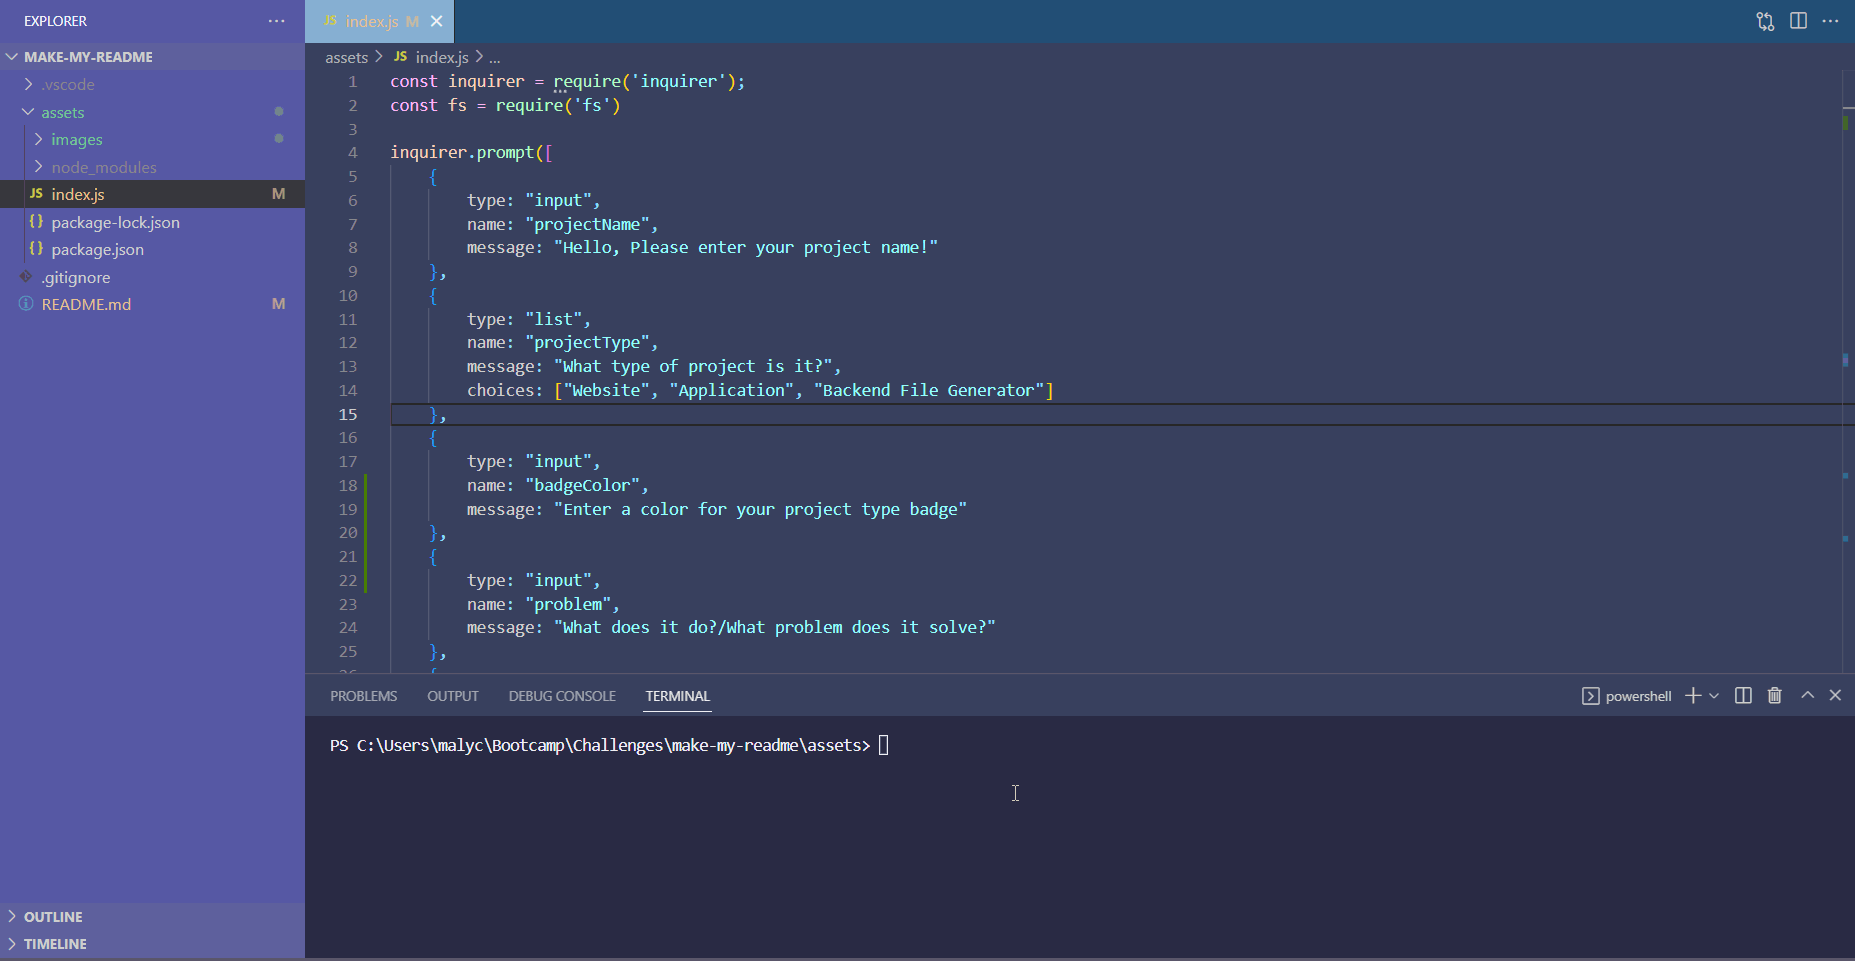 EXPLORER
MAKE-MY-README
.vscode
assets
images
node_modules
JS index.js M
{} package-lock.json
{} package.json
.gitignore
README.md M
OUTLINE
TIMELINE
JS index.js M
assets > JS index.js > ...
1 const inquirer = require('inquirer');
2 const fs = require('fs')
3
4 inquirer.prompt([
5 {
6 type: "input",
7 name: "projectName",
8 message: "Hello, Please enter your project name!"
9 },
10 {
11 type: "list",
12 name: "projectType",
13 message: "What type of project is it?",
14 choices: ["Website", "Application", "Backend File Generator"]
15 },
16 {
17 type: "input",
18 name: "badgeColor",
19 message: "Enter a color for your project type badge"
20 },
21 {
22 type: "input",
23 name: "problem",
24 message: "What does it do?/What problem does it solve?"
25 },
26 {
PROBLEMS OUTPUT DEBUG CONSOLE TERMINAL powershell
PS C:\Users\malyc\Bootcamp\Challenges\make-my-readme\assets>